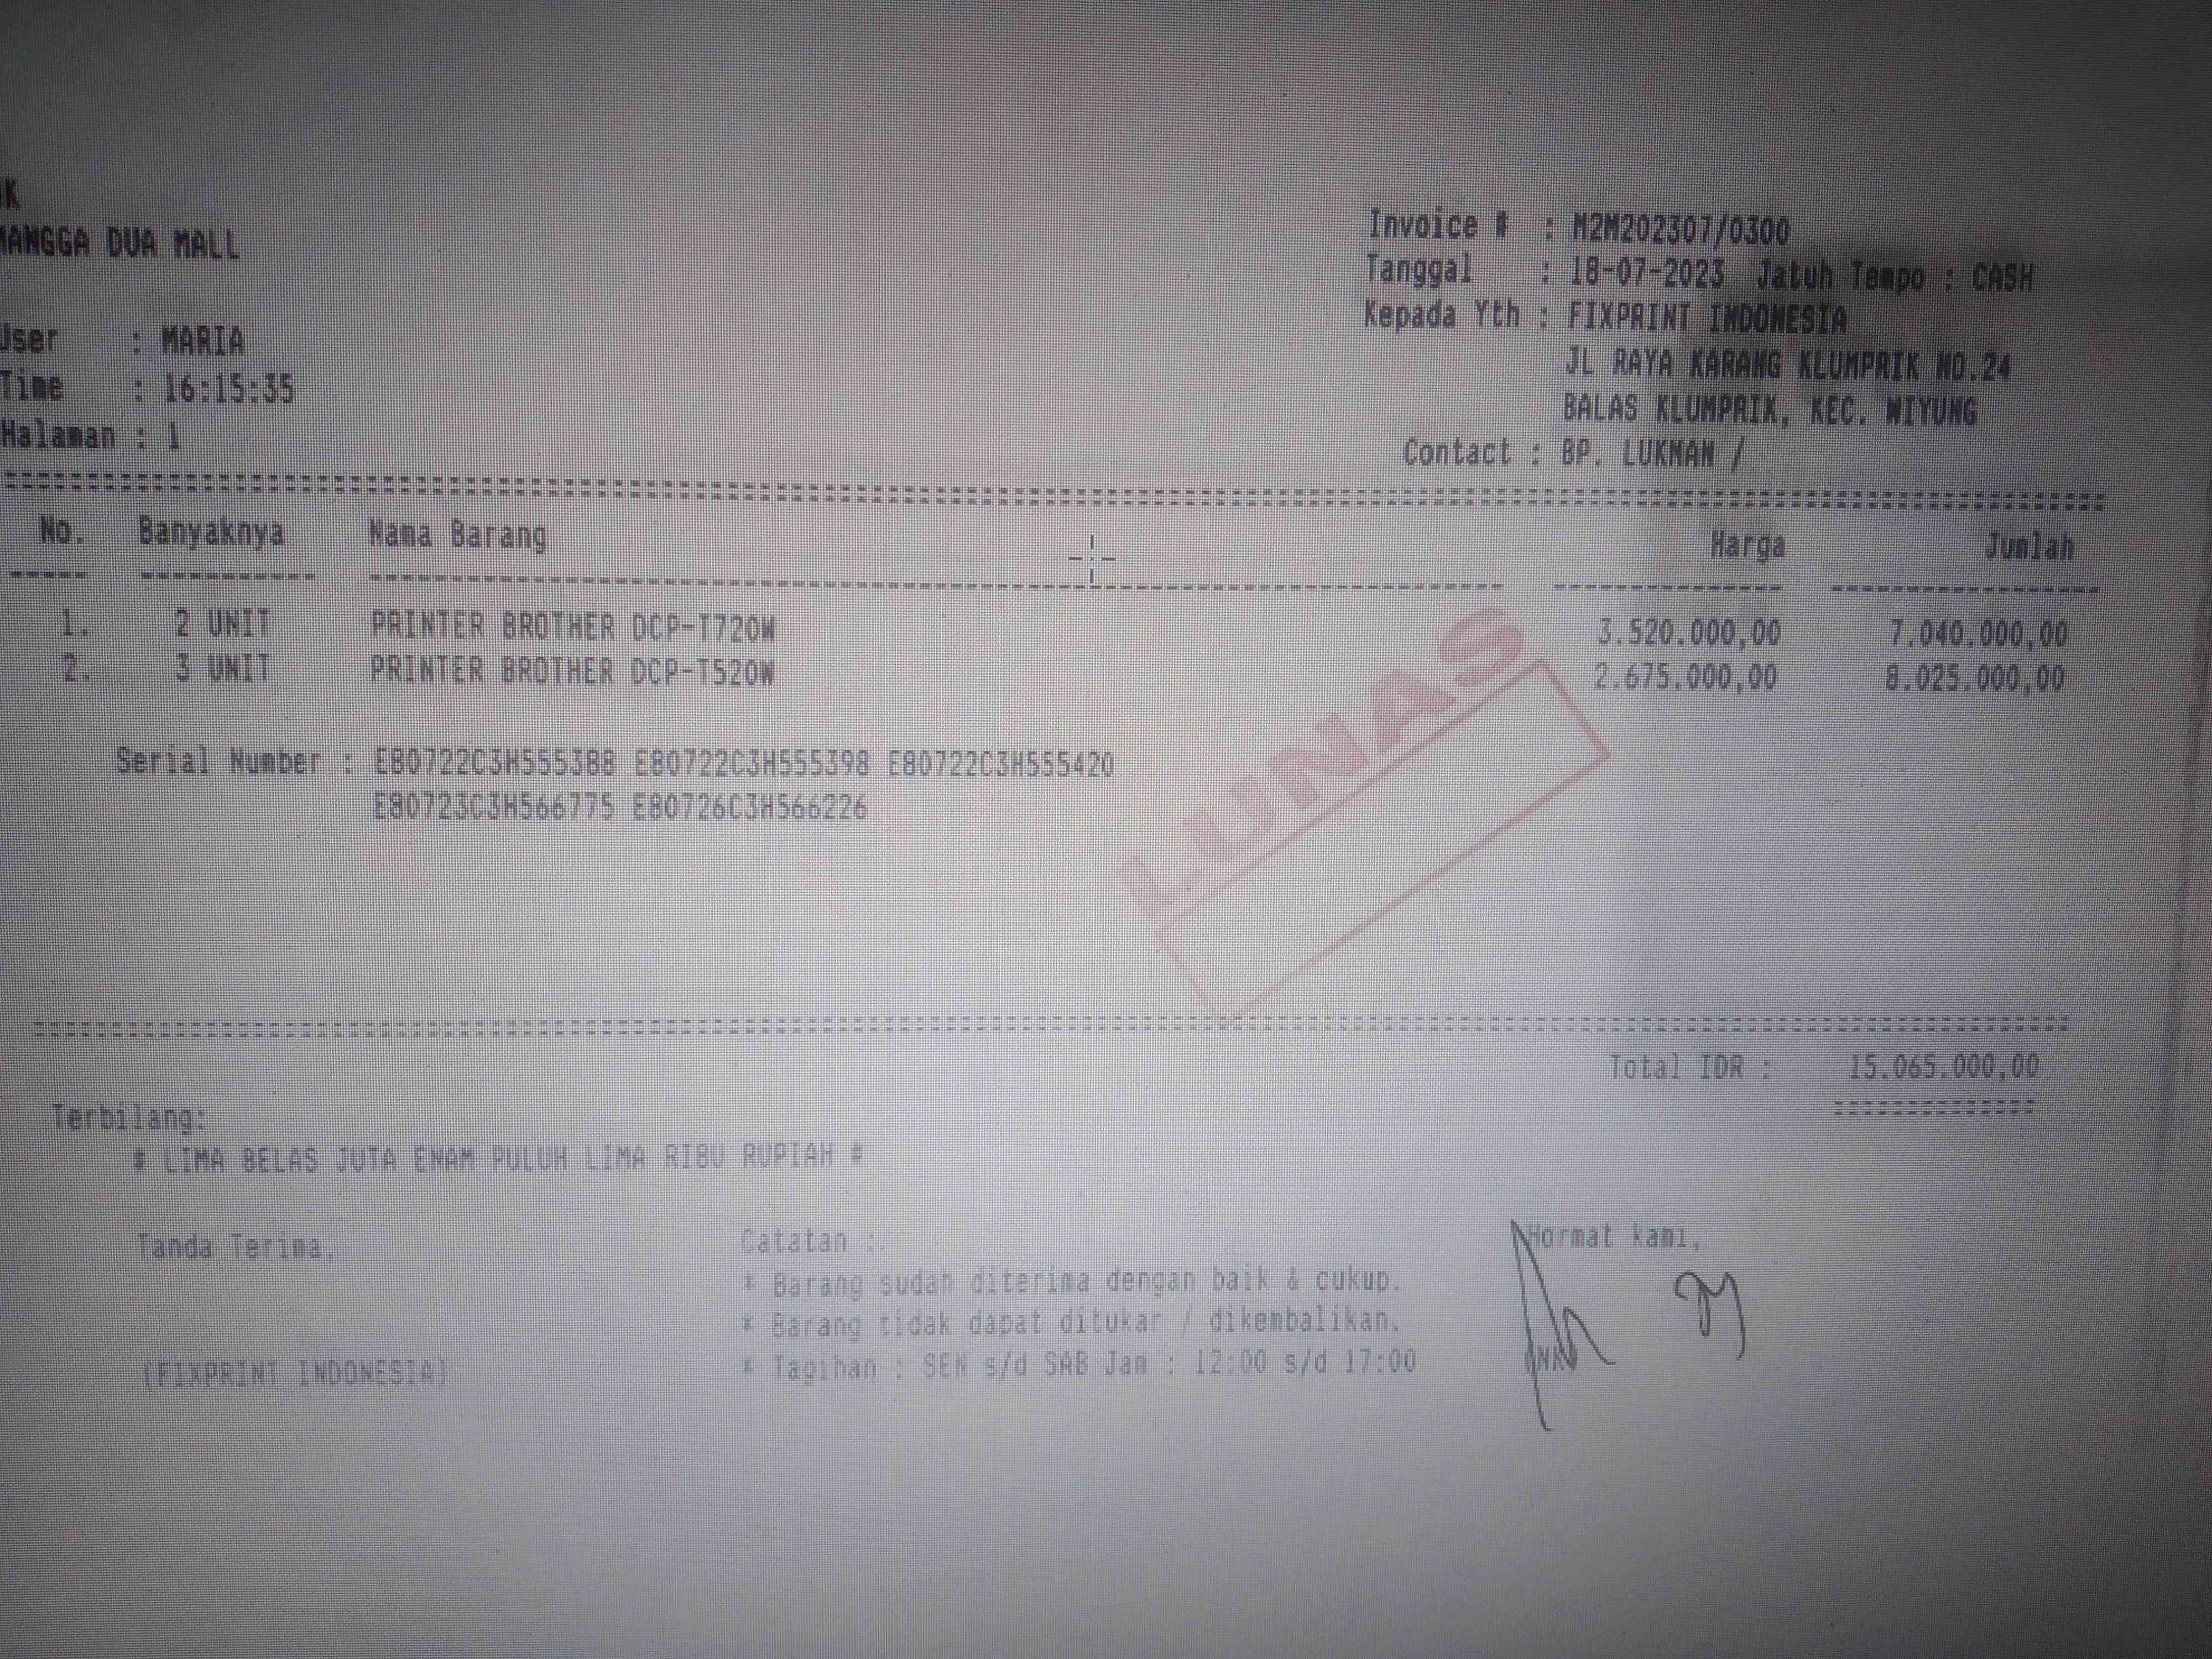 MANGGA DUA MALL
User : MARIA
Time : 16:15:35
Halaman : 1
Invoice # : M2M202307/0300
Tanggal : 18-07-2023 Jatuh Tempo : CASH
Kepada Yth : FIXPRINT INDONESIA
JL RAYA KARANG KLUMPRIK NO.24
BALAS KLUMPRIK, KEC. WIYUNG
Contact : BP. LUKMAN /
No. Banyaknya Nama Barang Harga Jumlah
1. 2 UNIT PRINTER BROTHER DCP-T720W 3.520.000,00 7.040.000,00
2. 3 UNIT PRINTER BROTHER DCP-T520W 2.675.000,00 8.025.000,00
Serial Number : E80722C3H555388 E80722C3H555398 E80722C3H555420
E80723C3H566775 E80726C3H566226
LUNAS
Total IDR : 15.065.000,00
Terbilang:
# LIMA BELAS JUTA ENAM PULUH LIMA RIBU RUPIAH #
Tanda Terima,
(FIXPRINT INDONESIA)
Catatan :.
* Barang sudah diterima dengan baik & cukup.
* Barang tidak dapat ditukar / dikembalikan.
* Tagihan : SEN s/d SAB Jam : 12:00 s/d 17:00
Hormat kami,